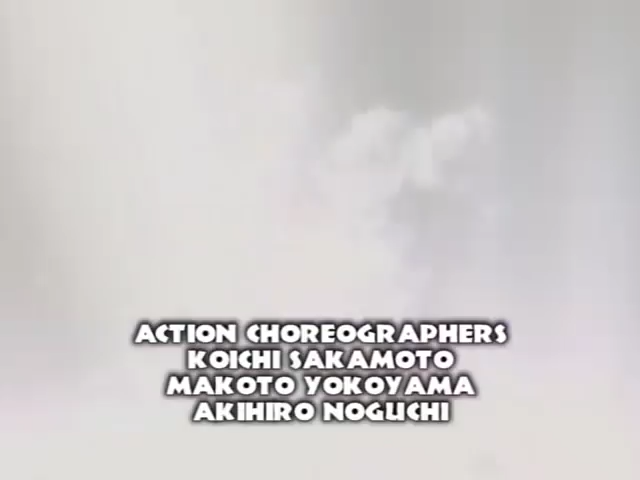 ACTION CHOREOGRAPHERS
KOICHI SAKAMOTO
MAKOTO YOKOYAMA
AKIHIRO NOGUCHI